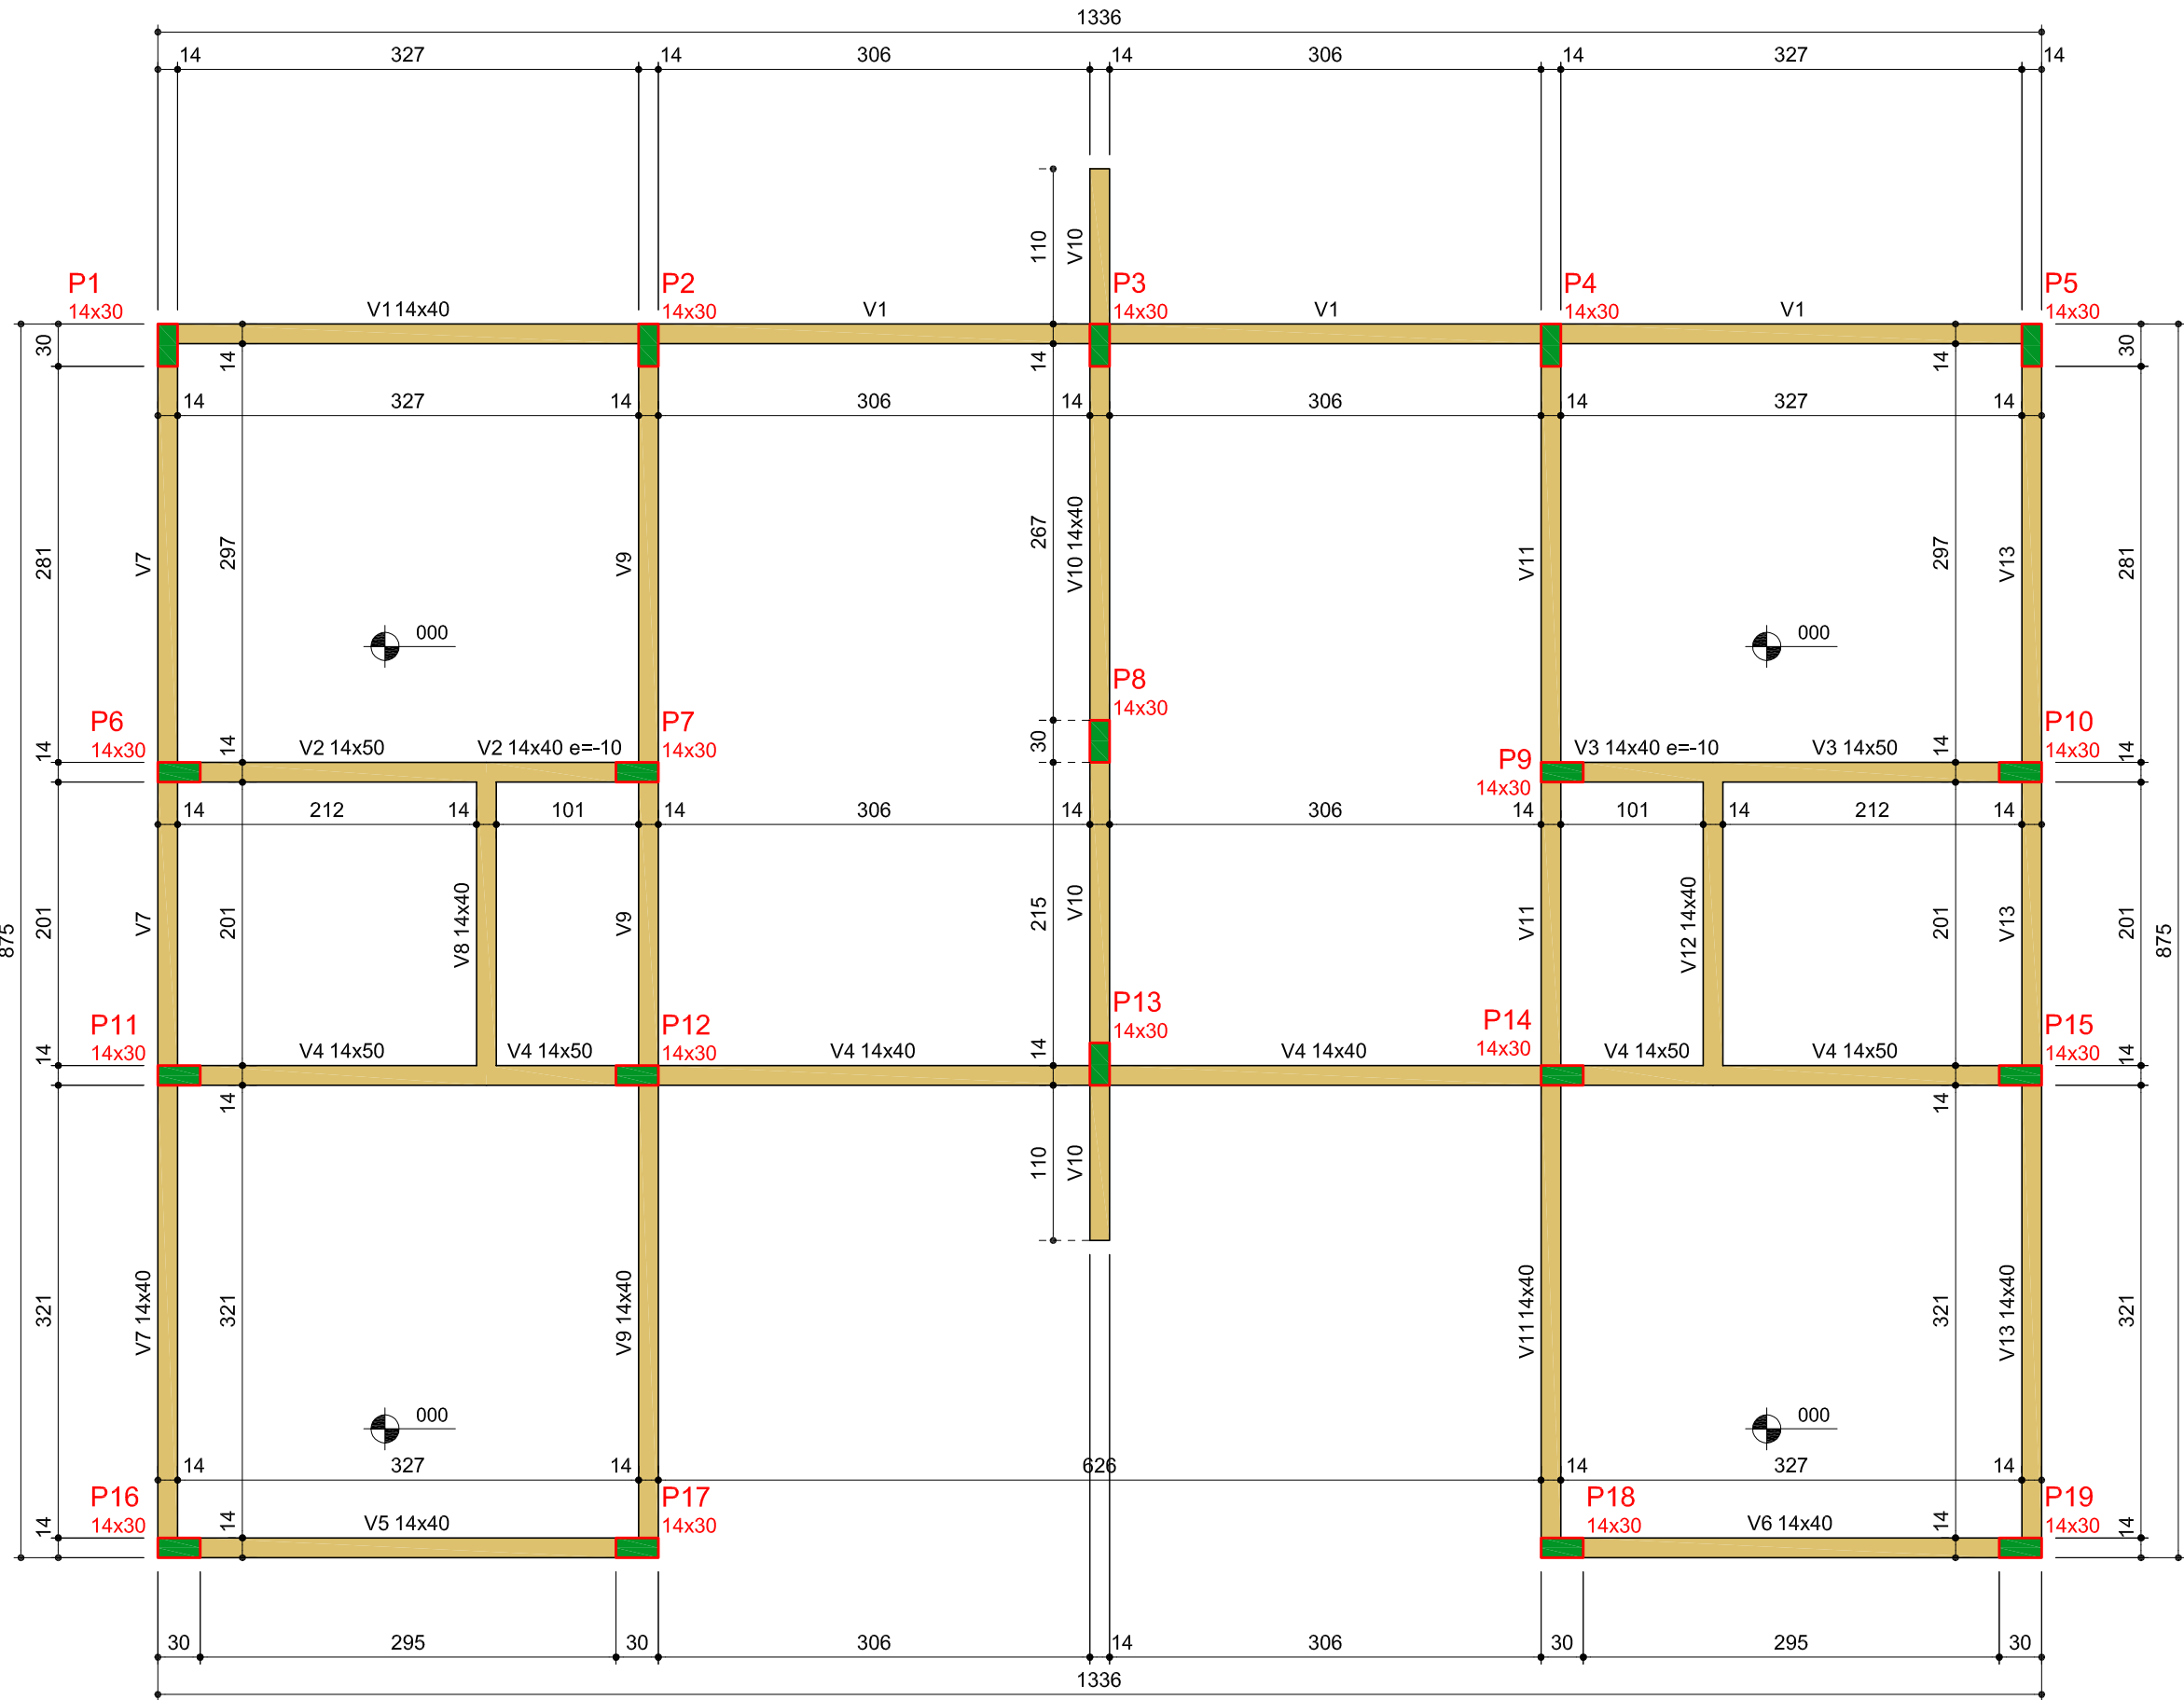 1336
14 327 14 306 14 306 14 327 14
110 V10
P1 P2 P3 P4 P5
14x30 V1 14x40 14x30 V1 14x30 V1 14x30 V1 14x30
30 14 14 14 30
14 327 14 306 14 306 14 327 14
281 V7 297 V9 267 V10 14x40 V11 297 V13 281
000 000
P8
14x30
30
P6 P7 P9 P10
14x30 V2 14x50 V2 14x40 e=-10 14x30 14x30 V3 14x40 e=-10 V3 14x50 14x30
14 14 14 14
14 212 14 101 14 306 14 306 14 101 14 212 14
875 201 V7 201 V8 14x40 V9 215 V10 V11 V12 14x40 201 V13 201 875
P11 P12 P13 P14 P15
14x30 V4 14x50 V4 14x50 14x30 V4 14x40 14x30 V4 14x40 14x30 V4 14x50 V4 14x50 14x30
14 14 14 14 14
110 V10
321 V7 14x40 321 V9 14x40 V11 14x40 321 V13 14x40 321
000 000
14 327 14 626 14 327 14
P16 P17 P18 P19
14x30 V5 14x40 14x30 14x30 V6 14x40 14x30
14 14 14 14
30 295 30 306 14 306 30 295 30
1336